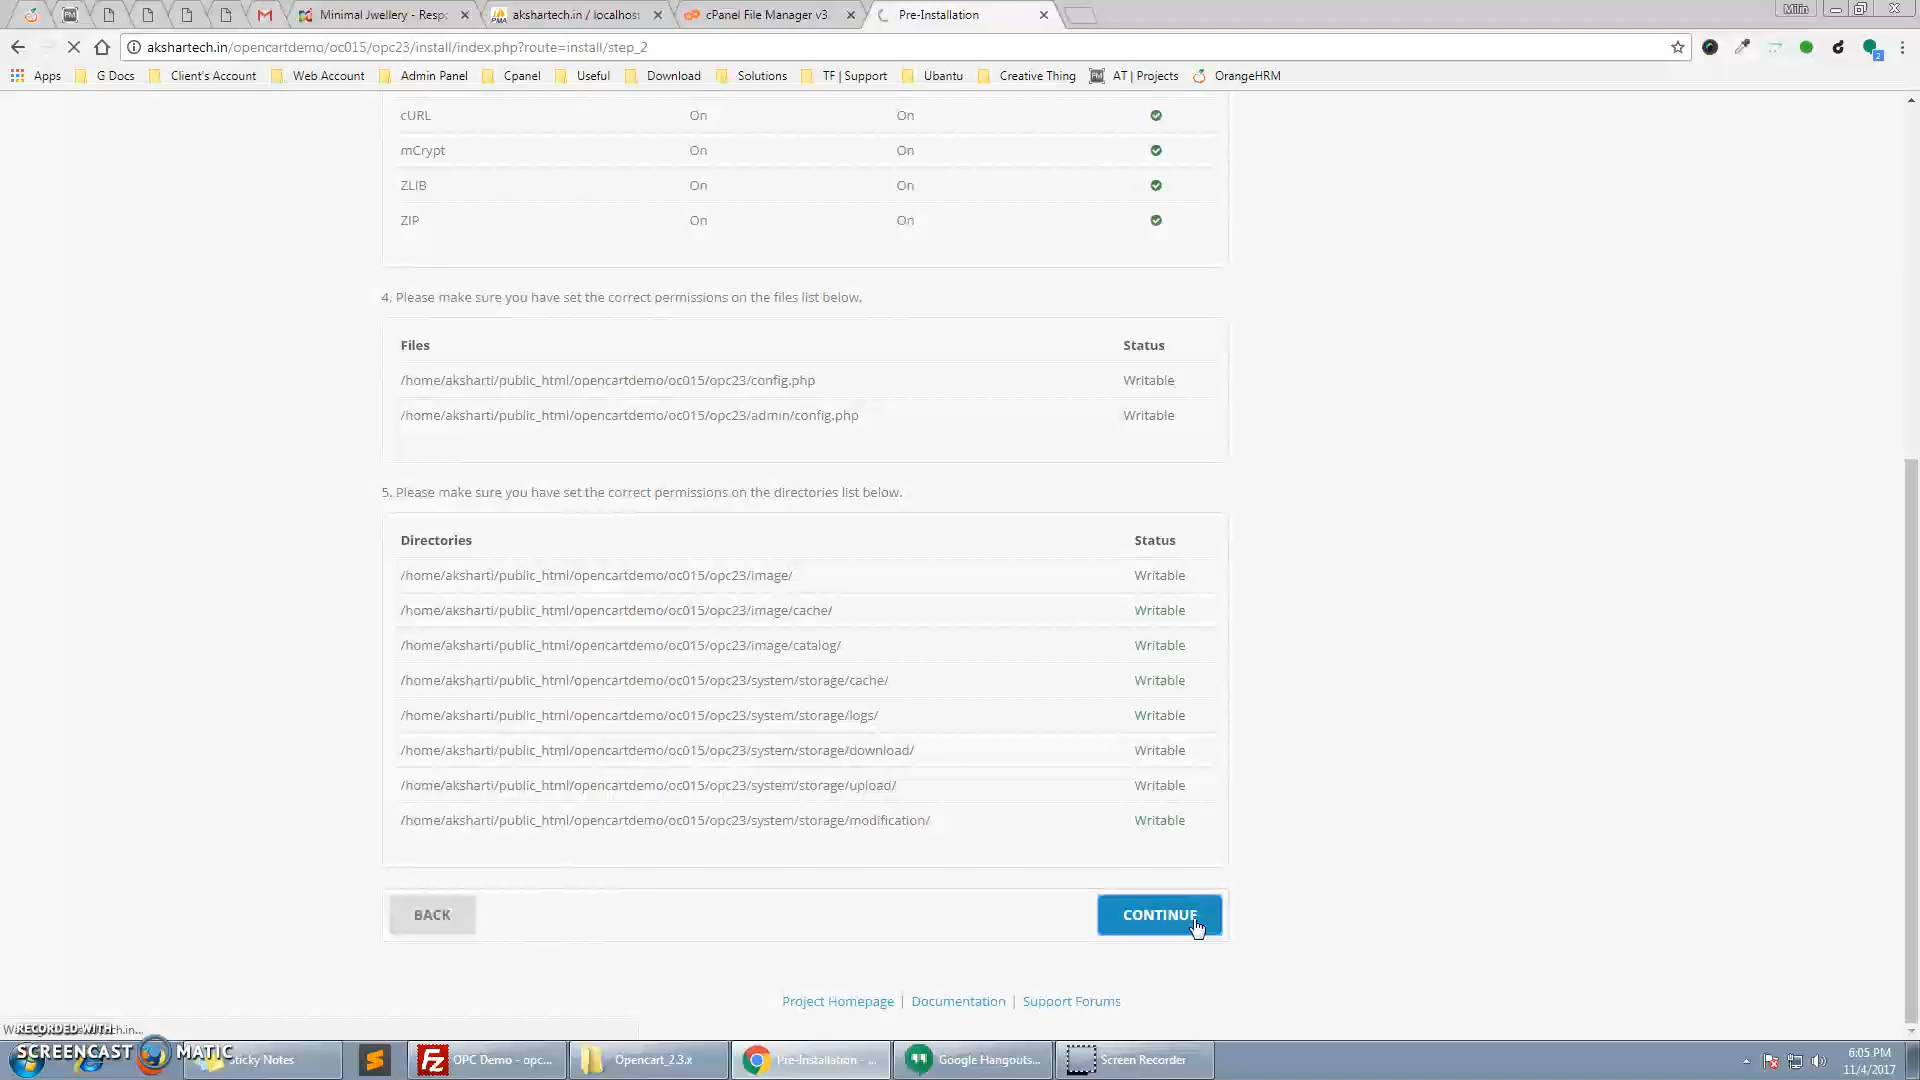 Minimal Jwellery - Respo
akshartech.in / localhost
cPanel File Manager v3
Pre-Installation
Milin
akshartech.in/opencartdemo/oc015/opc23/install/index.php?route=install/step_2
Apps
G Docs
Client's Account
Web Account
Admin Panel
Cpanel
Useful
Download
Solutions
TF | Support
Ubantu
Creative Thing
AT | Projects
OrangeHRM
cURL On On
mCrypt On On
ZLIB On On
ZIP On On
4. Please make sure you have set the correct permissions on the files list below.
Files Status
/home/aksharti/public_html/opencartdemo/oc015/opc23/config.php Writable
/home/aksharti/public_html/opencartdemo/oc015/opc23/admin/config.php Writable
5. Please make sure you have set the correct permissions on the directories list below.
Directories Status
/home/aksharti/public_html/opencartdemo/oc015/opc23/image/ Writable
/home/aksharti/public_html/opencartdemo/oc015/opc23/image/cache/ Writable
/home/aksharti/public_html/opencartdemo/oc015/opc23/image/catalog/ Writable
/home/aksharti/public_html/opencartdemo/oc015/opc23/system/storage/cache/ Writable
/home/aksharti/public_html/opencartdemo/oc015/opc23/system/storage/logs/ Writable
/home/aksharti/public_html/opencartdemo/oc015/opc23/system/storage/download/ Writable
/home/aksharti/public_html/opencartdemo/oc015/opc23/system/storage/upload/ Writable
/home/aksharti/public_html/opencartdemo/oc015/opc23/system/storage/modification/ Writable
BACK CONTINUE
Project Homepage | Documentation | Support Forums
RECORDED WITH
SCREENCAST MATIC
Sticky Notes
OPC Demo - opc...
Opencart_2.3.x
Pre-Installation - ...
Google Hangouts...
Screen Recorder
6:05 PM
11/4/2017